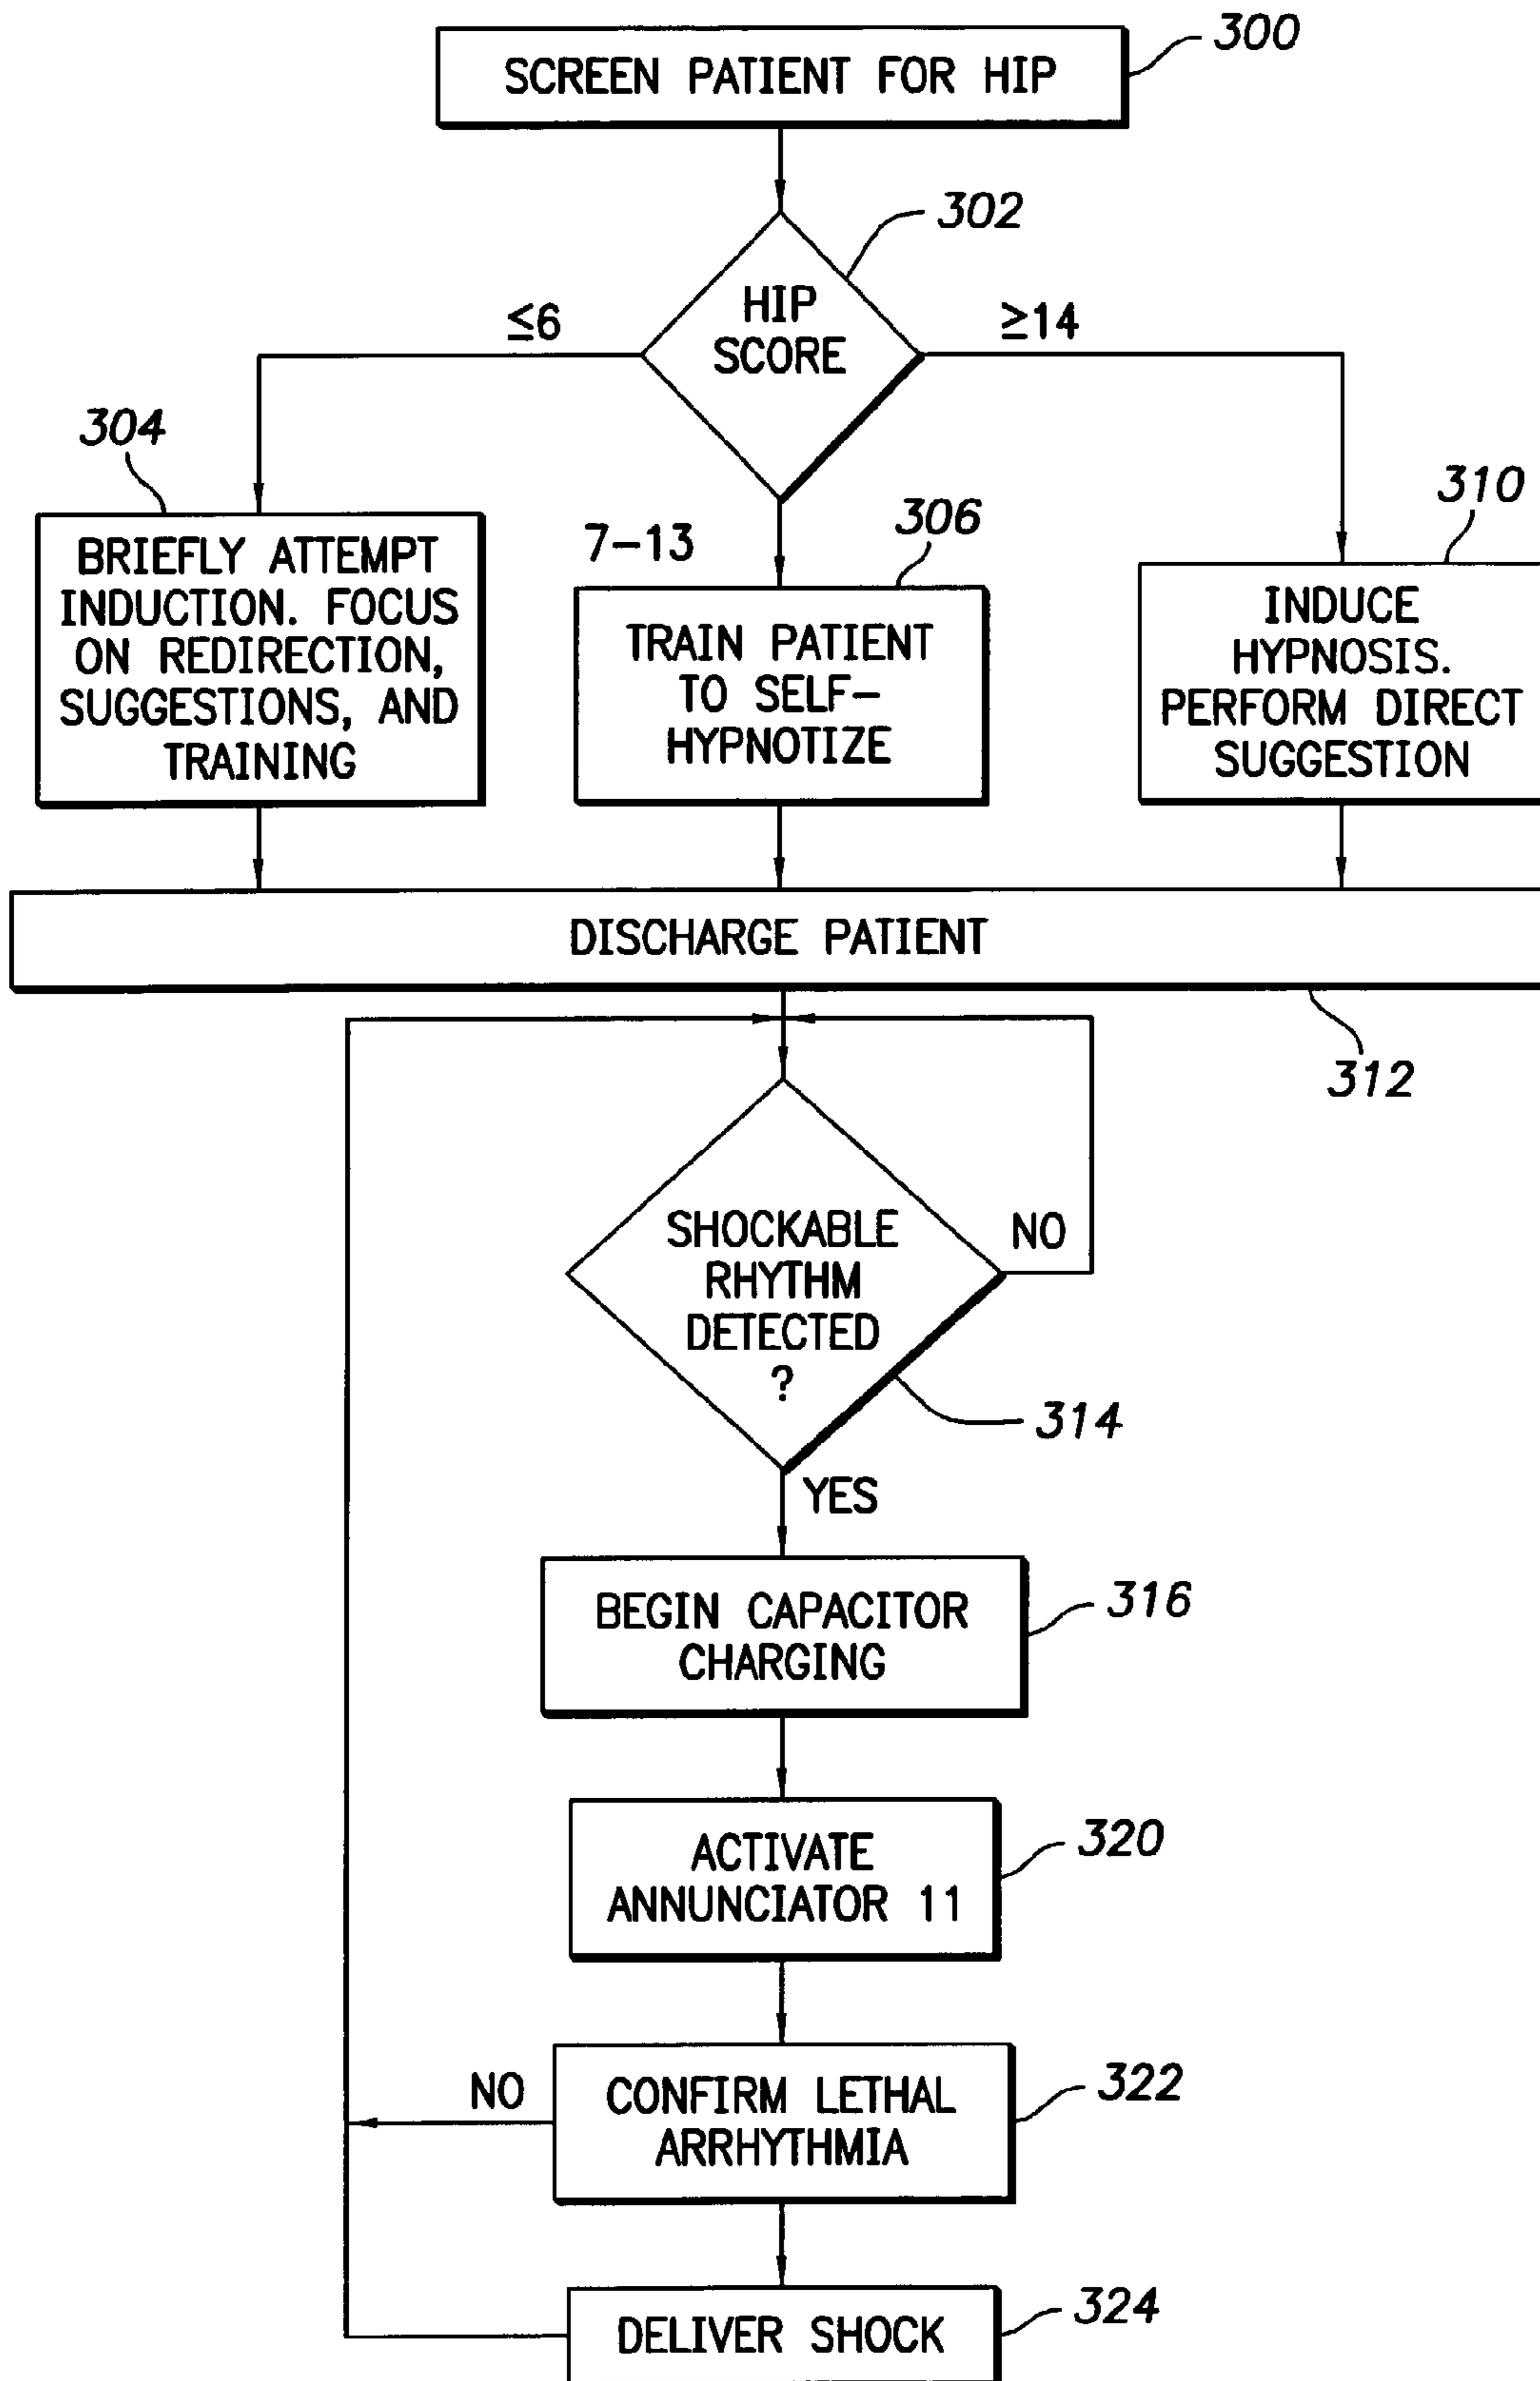 300
SCREEN PATIENT FOR HIP
302
HIP
SCORE
≤6
≥14
304
BRIEFLY ATTEMPT
INDUCTION. FOCUS
ON REDIRECTION,
SUGGESTIONS, AND
TRAINING
7–13
306
TRAIN PATIENT
TO SELF–
HYPNOTIZE
310
INDUCE
HYPNOSIS.
PERFORM DIRECT
SUGGESTION
DISCHARGE PATIENT
312
SHOCKABLE
RHYTHM
DETECTED
?
NO
314
YES
BEGIN CAPACITOR
CHARGING
316
ACTIVATE
ANNUNCIATOR 11
320
NO
CONFIRM LETHAL
ARRHYTHMIA
322
DELIVER SHOCK
324